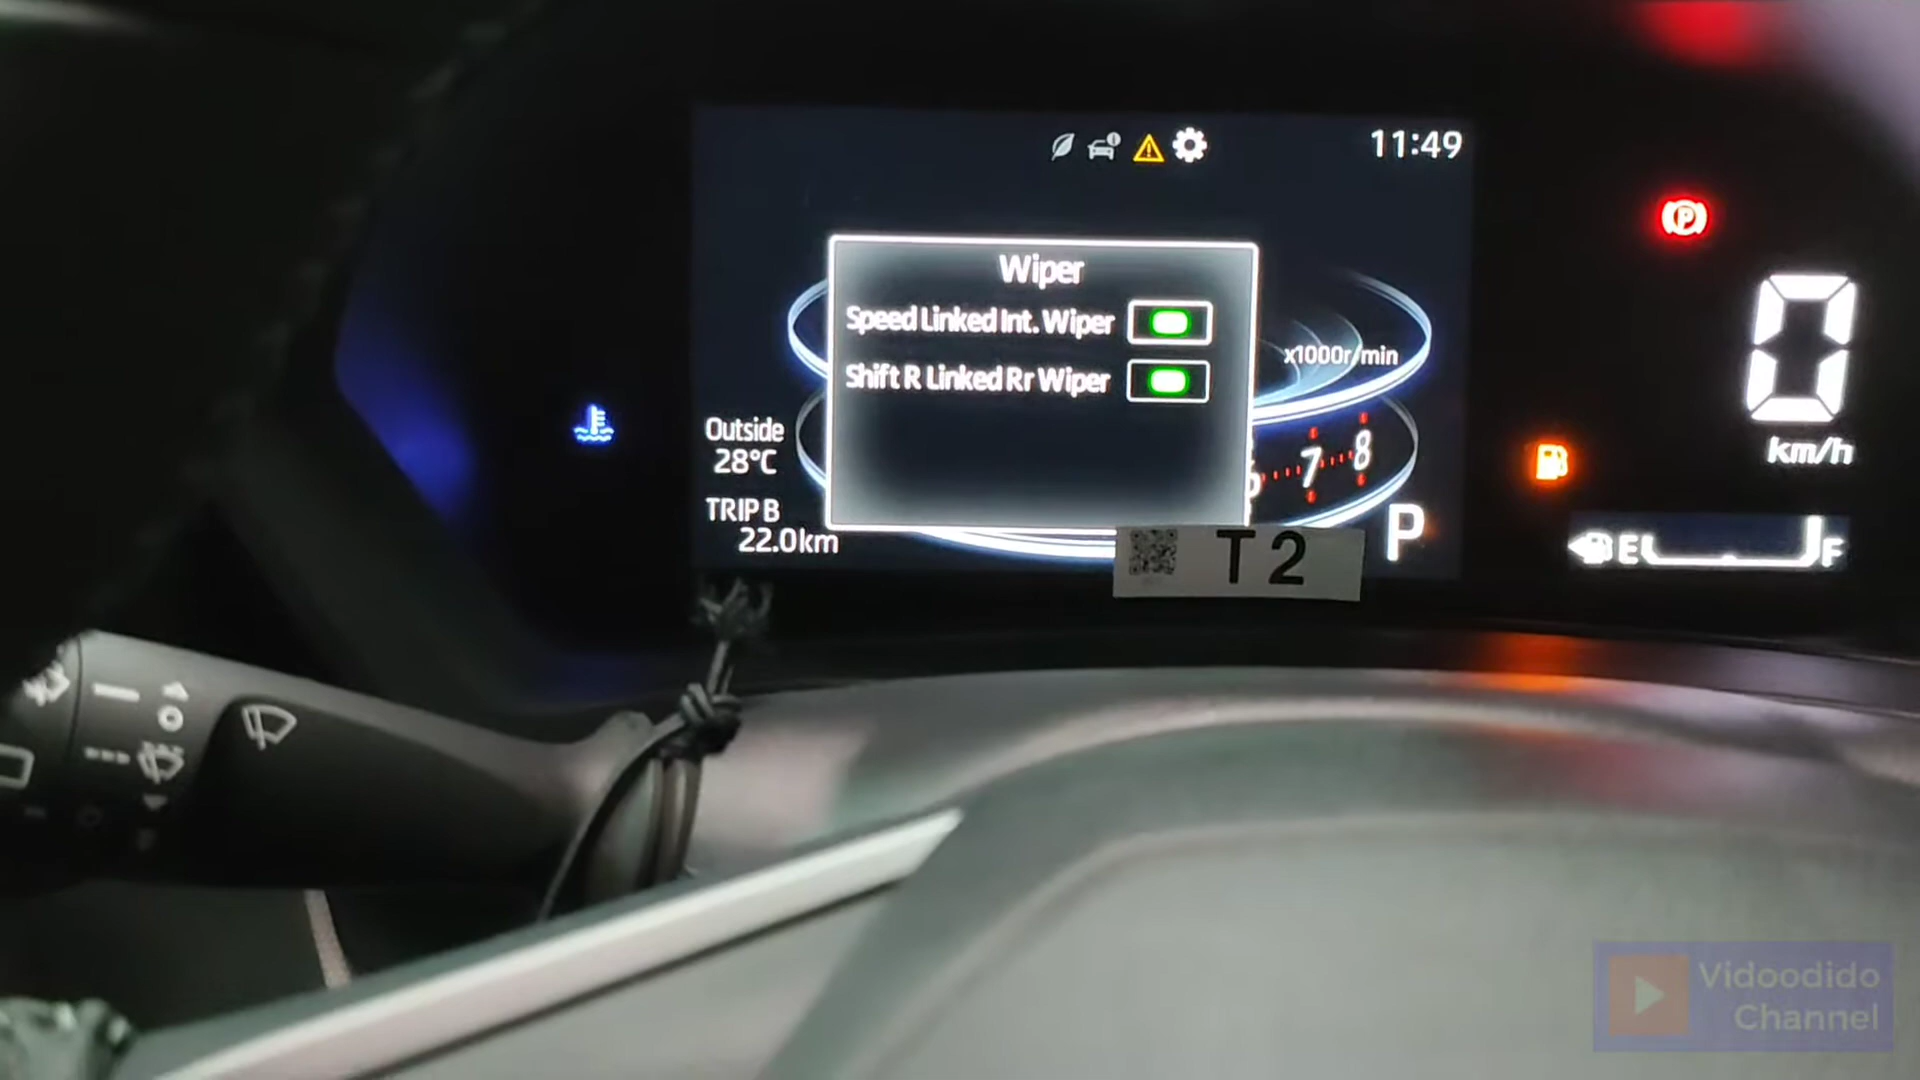 11:49
Wiper
Speed Linked Int. Wiper
Shift R Linked Rr Wiper
x1000r/min
Outside
28°C
TRIP B
22.0km
6 7 8
P
T2
P
0
km/h
E F
Vidoodido
Channel